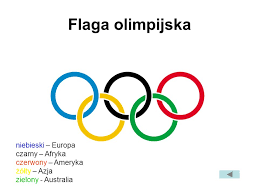 Flaga olimpijska
niebieski – Europa
czarny – Afryka
czerwony – Ameryka
żółty – Azja
zielony - Australia